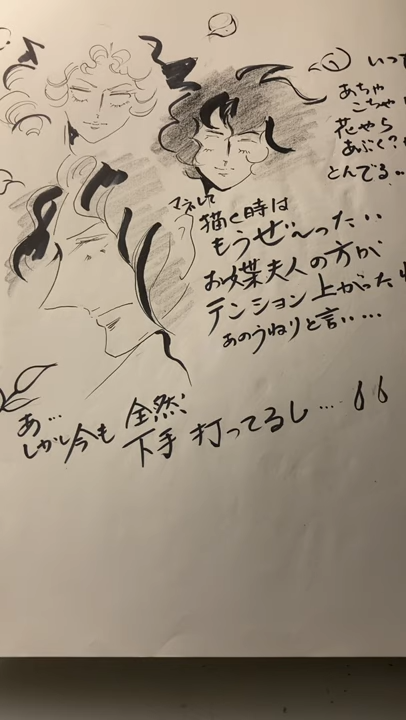 いつ
あちゃ
こちゃ
花やら
あぶく?
とんでる…
マネして
描く時は
もうぜ〜ったい
お蝶夫人の方が
テンション上がった
あのうねりと言い…
あ…
しかし今も全然
下手打ってるし…